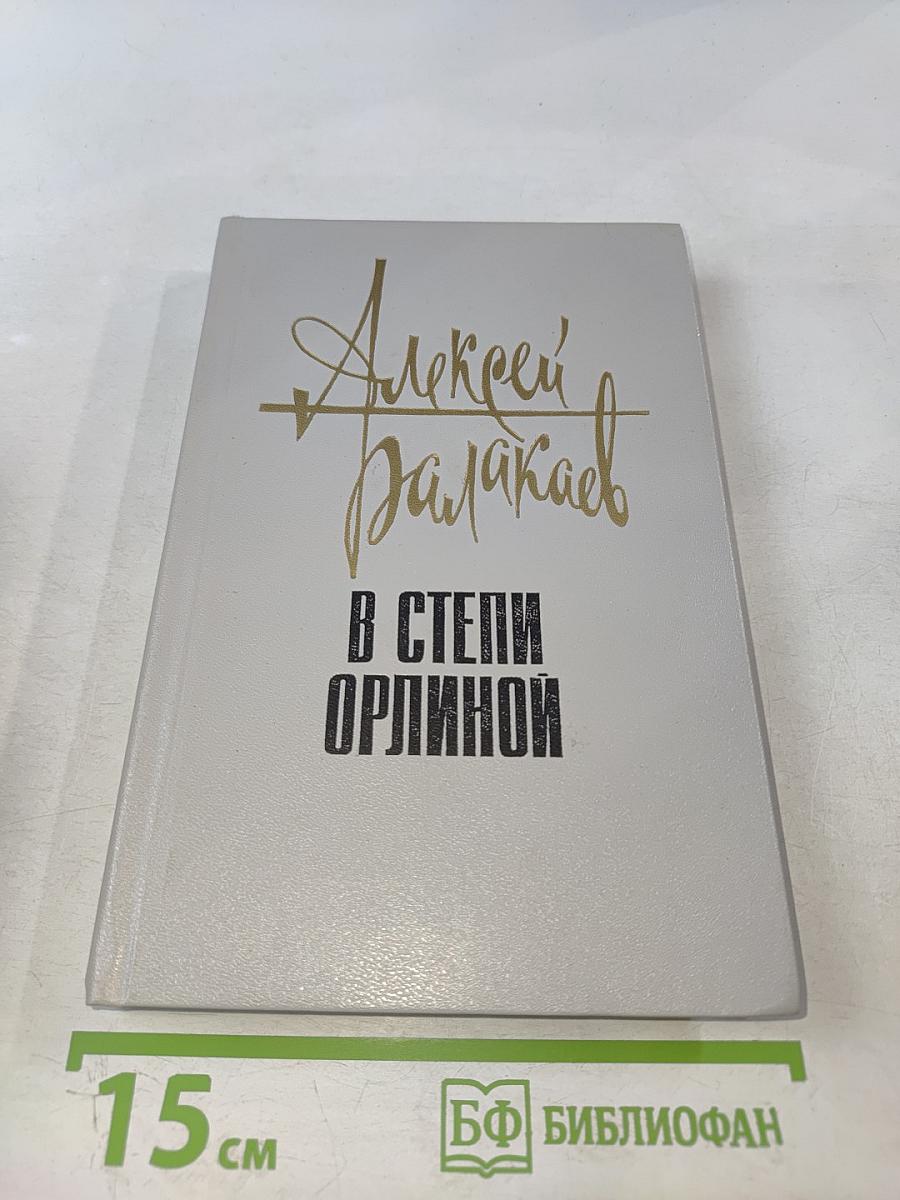 Алексей
Балакаев
В СТЕПИ
ОРЛИНОЙ
15 см
БФ БИБЛИОФАН